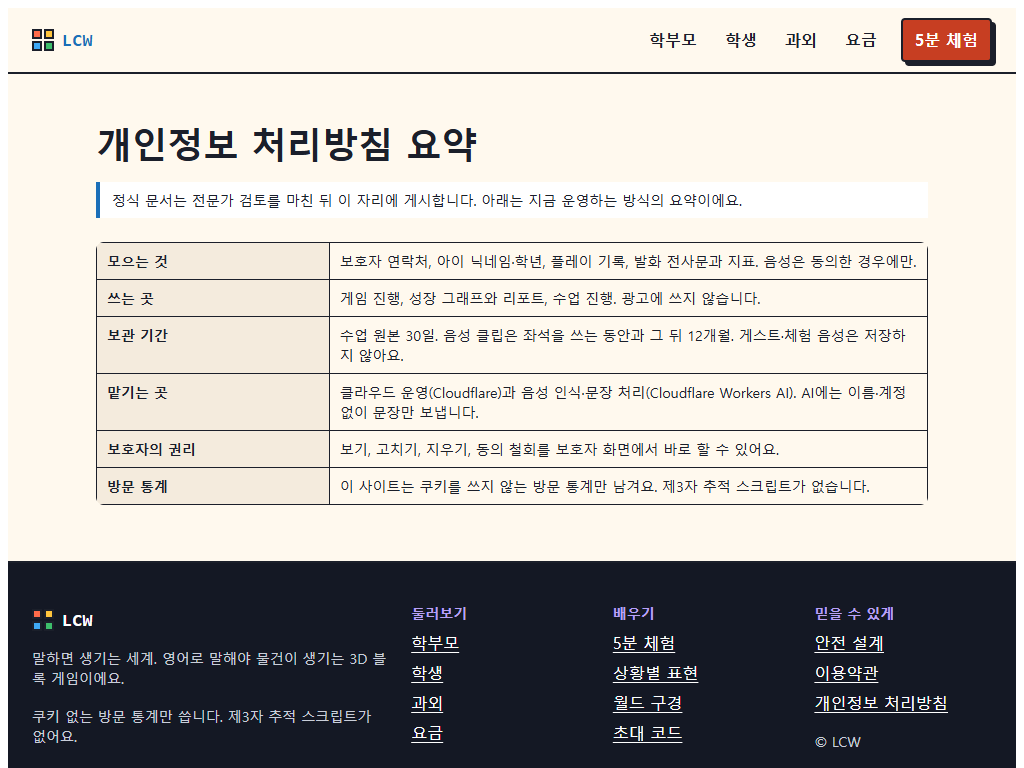 LCW
학부모
학생
과외
요금
5분 체험
개인정보 처리방침 요약
정식 문서는 전문가 검토를 마친 뒤 이 자리에 게시합니다. 아래는 지금 운영하는 방식의 요약이에요.
모으는 것
보호자 연락처, 아이 닉네임·학년, 플레이 기록, 발화 전사문과 지표. 음성은 동의한 경우에만.
쓰는 곳
게임 진행, 성장 그래프와 리포트, 수업 진행. 광고에 쓰지 않습니다.
보관 기간
수업 원본 30일. 음성 클립은 좌석을 쓰는 동안과 그 뒤 12개월. 게스트·체험 음성은 저장하
지 않아요.
맡기는 곳
클라우드 운영(Cloudflare)과 음성 인식·문장 처리(Cloudflare Workers AI). AI에는 이름·계정
없이 문장만 보냅니다.
보호자의 권리
보기, 고치기, 지우기, 동의 철회를 보호자 화면에서 바로 할 수 있어요.
방문 통계
이 사이트는 쿠키를 쓰지 않는 방문 통계만 남겨요. 제3자 추적 스크립트가 없습니다.
LCW
말하면 생기는 세계. 영어로 말해야 물건이 생기는 3D 블
록 게임이에요.
쿠키 없는 방문 통계만 씁니다. 제3자 추적 스크립트가
없어요.
둘러보기
학부모
학생
과외
요금
배우기
5분 체험
상황별 표현
월드 구경
초대 코드
믿을 수 있게
안전 설계
이용약관
개인정보 처리방침
© LCW